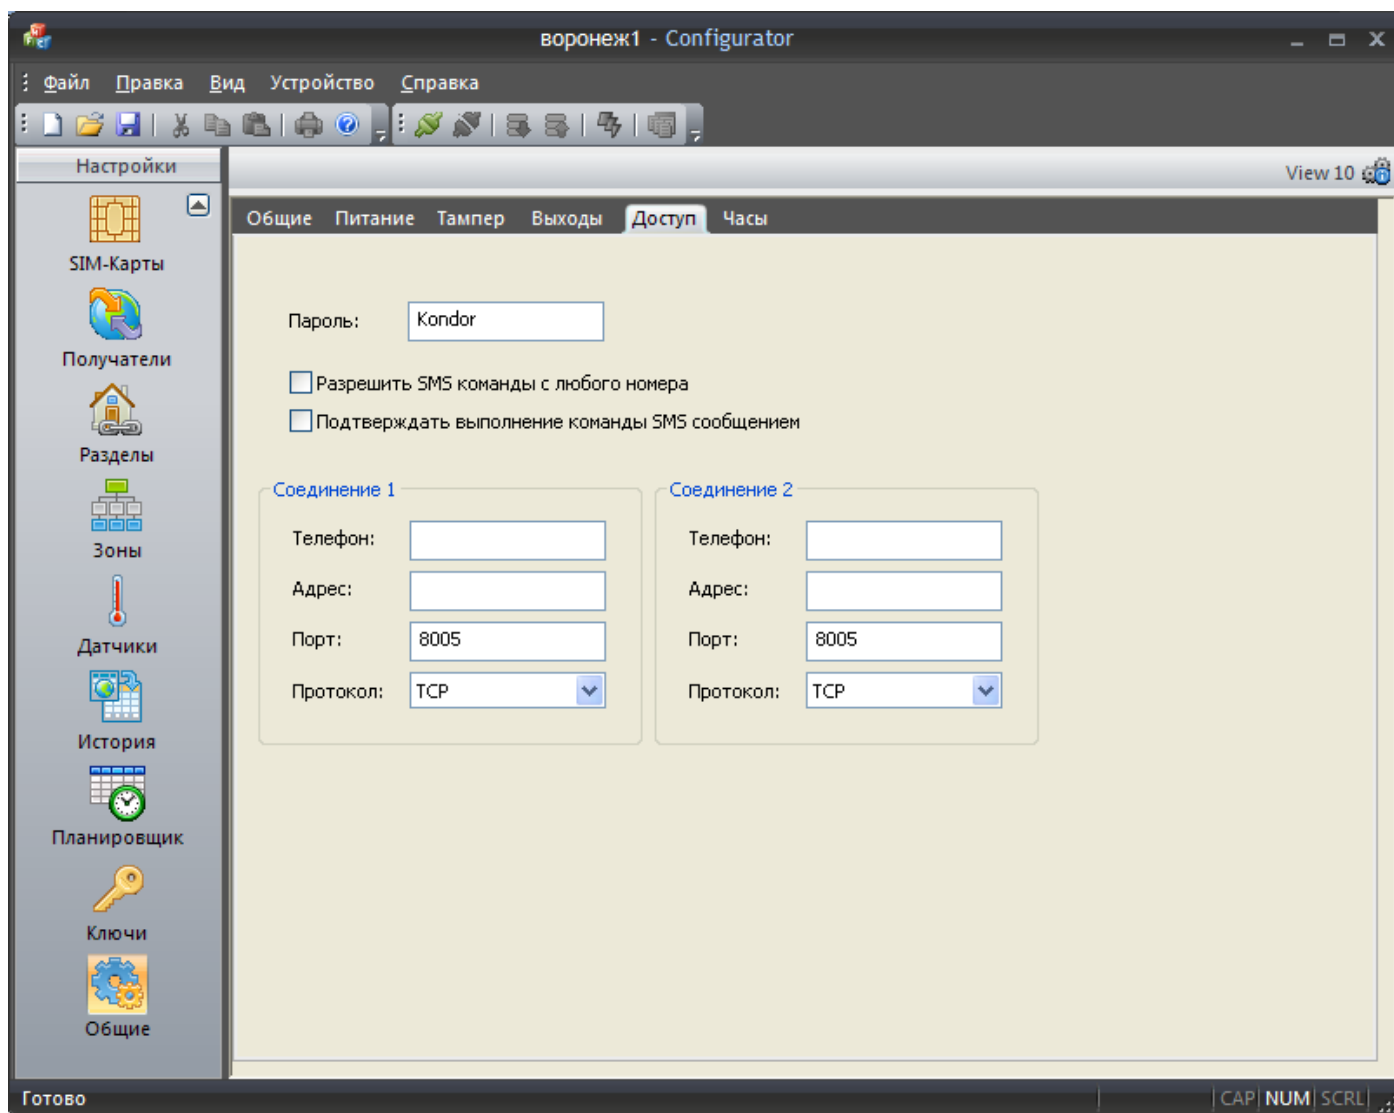 воронеж1 - Configurator
Файл Правка Вид Устройство Справка
Настройки
View 10
Общие Питание Тампер Выходы Доступ Часы
SIM-Карты
Получатели
Разделы
Зоны
Датчики
История
Планировщик
Ключи
Общие
Пароль: Kondor
Разрешить SMS команды с любого номера
Подтверждать выполнение команды SMS сообщением
Соединение 1
Телефон:
Адрес:
Порт: 8005
Протокол: TCP
Соединение 2
Телефон:
Адрес:
Порт: 8005
Протокол: TCP
Готово
CAP NUM SCRL